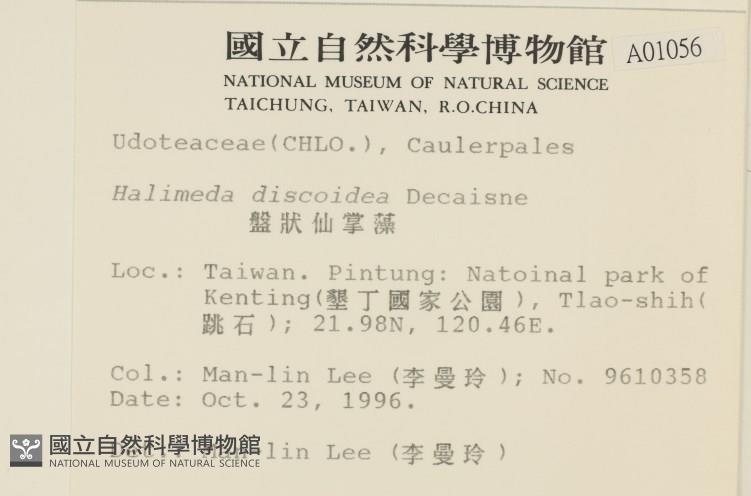 國立自然科學博物館 A01056
NATIONAL MUSEUM OF NATURAL SCIENCE
TAICHUNG, TAIWAN, R.O.CHINA
Udoteaceae(CHLO.), Caulerpales
Halimeda discoidea Decaisne
盤狀仙掌藻
Loc.: Taiwan. Pintung: Natoinal park of
Kenting(墾丁國家公園), Tlao-shih(
跳石); 21.98N, 120.46E.
Col.: Man-lin Lee (李曼玲); No. 9610358
Date: Oct. 23, 1996.
Det.: Man-lin Lee (李曼玲)
國立自然科學博物館
NATIONAL MUSEUM OF NATURAL SCIENCE